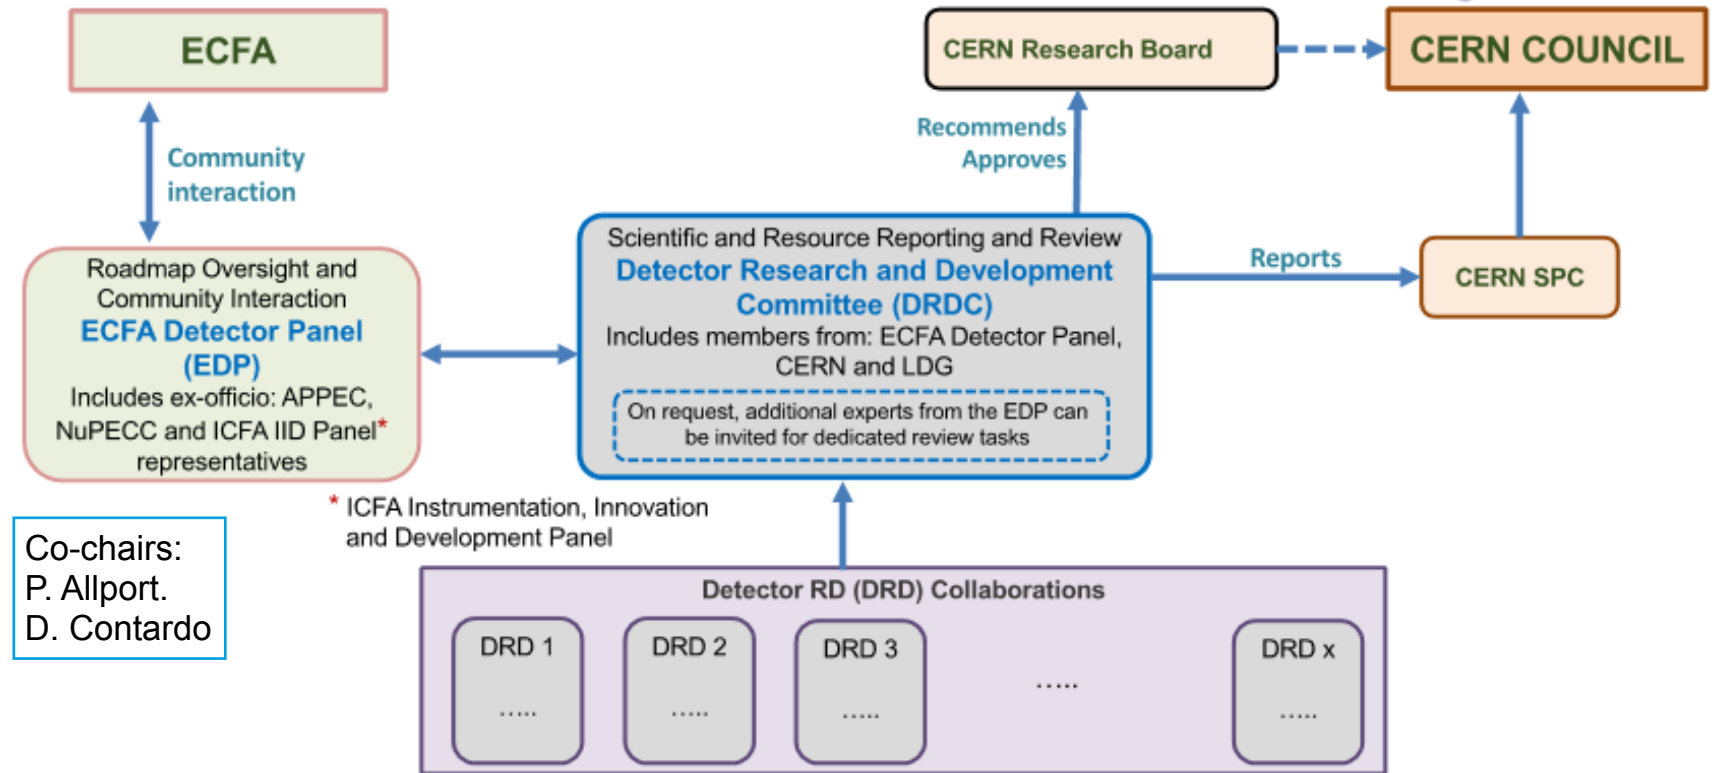 ECFA
CERN Research Board
CERN COUNCIL
Community
interaction
Recommends
Approves
Roadmap Oversight and
Community Interaction
ECFA Detector Panel
(EDP)
Includes ex-officio: APPEC,
NuPECC and ICFA IID Panel*
representatives
Scientific and Resource Reporting and Review
Detector Research and Development
Committee (DRDC)
Includes members from: ECFA Detector Panel,
CERN and LDG
On request, additional experts from the EDP can
be invited for dedicated review tasks
Reports
CERN SPC
* ICFA Instrumentation, Innovation
and Development Panel
Co-chairs:
P. Allport.
D. Contardo
Detector RD (DRD) Collaborations
DRD 1
.....
DRD 2
.....
DRD 3
.....
.....
DRD x
.....